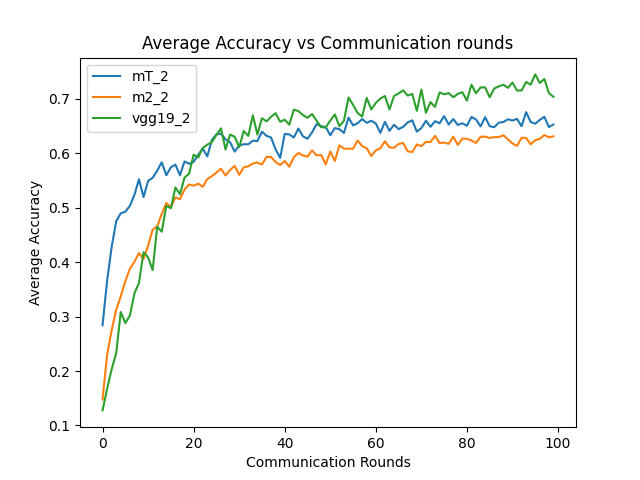 Average Accuracy vs Communication rounds
mT_2
m2_2
vgg19_2
Average Accuracy
0.7
0.6
0.5
0.4
0.3
0.2
0.1
0 20 40 60 80 100
Communication Rounds